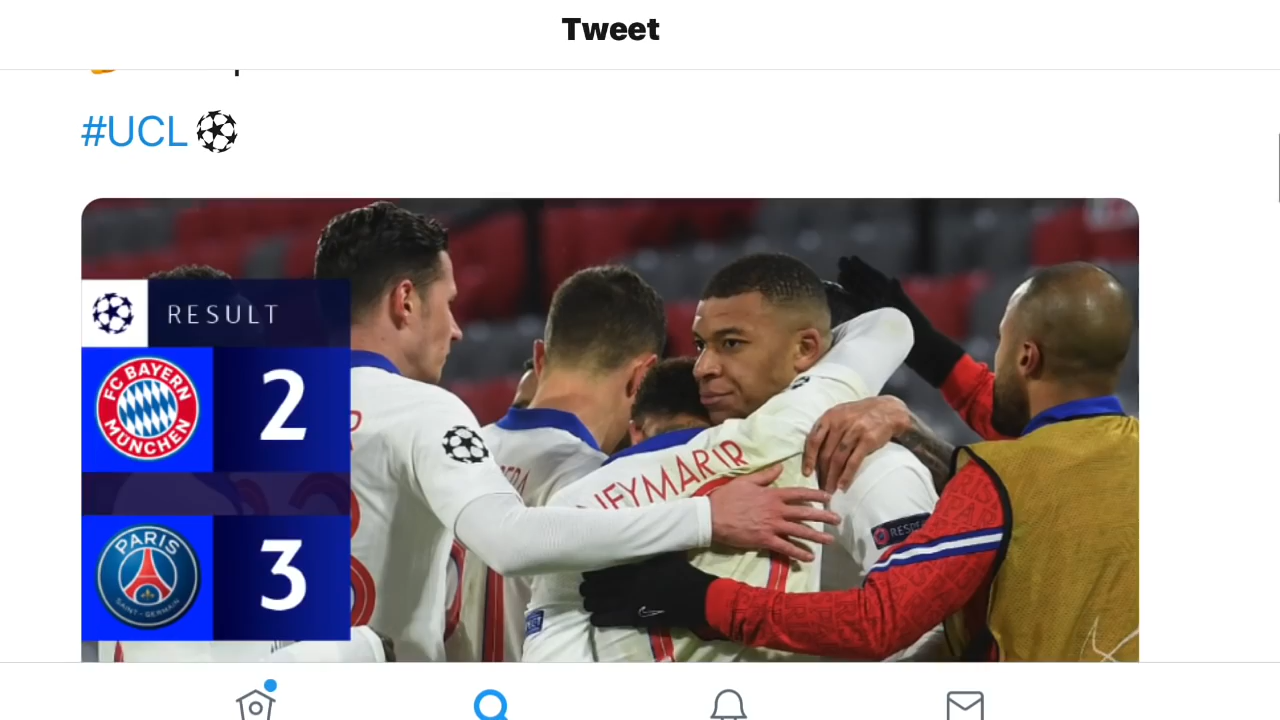 Tweet
#UCL
RESULT
FC BAYERN
MÜNCHEN
2
PARIS
SAINT-GERMAIN
3
NEYMAR JR